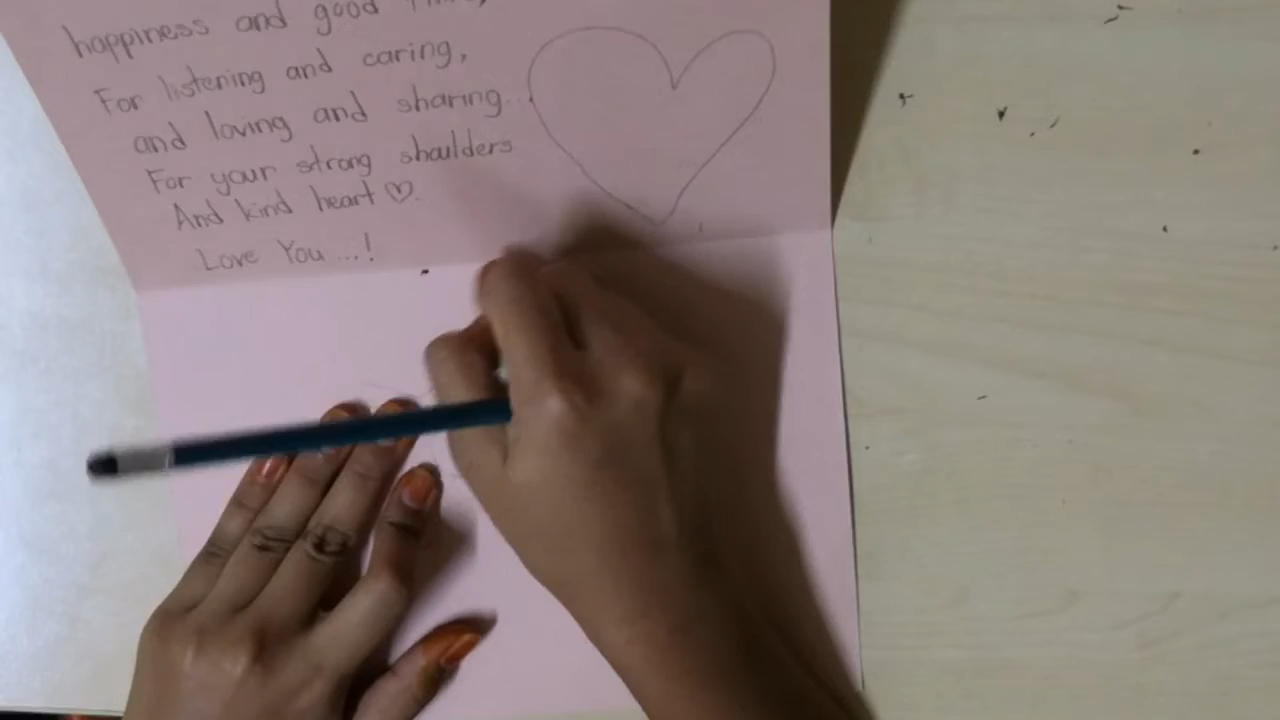 happiness and good
For listening and caring,
and loving and sharing...
For your strong shoulders
And kind heart ♡.
Love You ...!